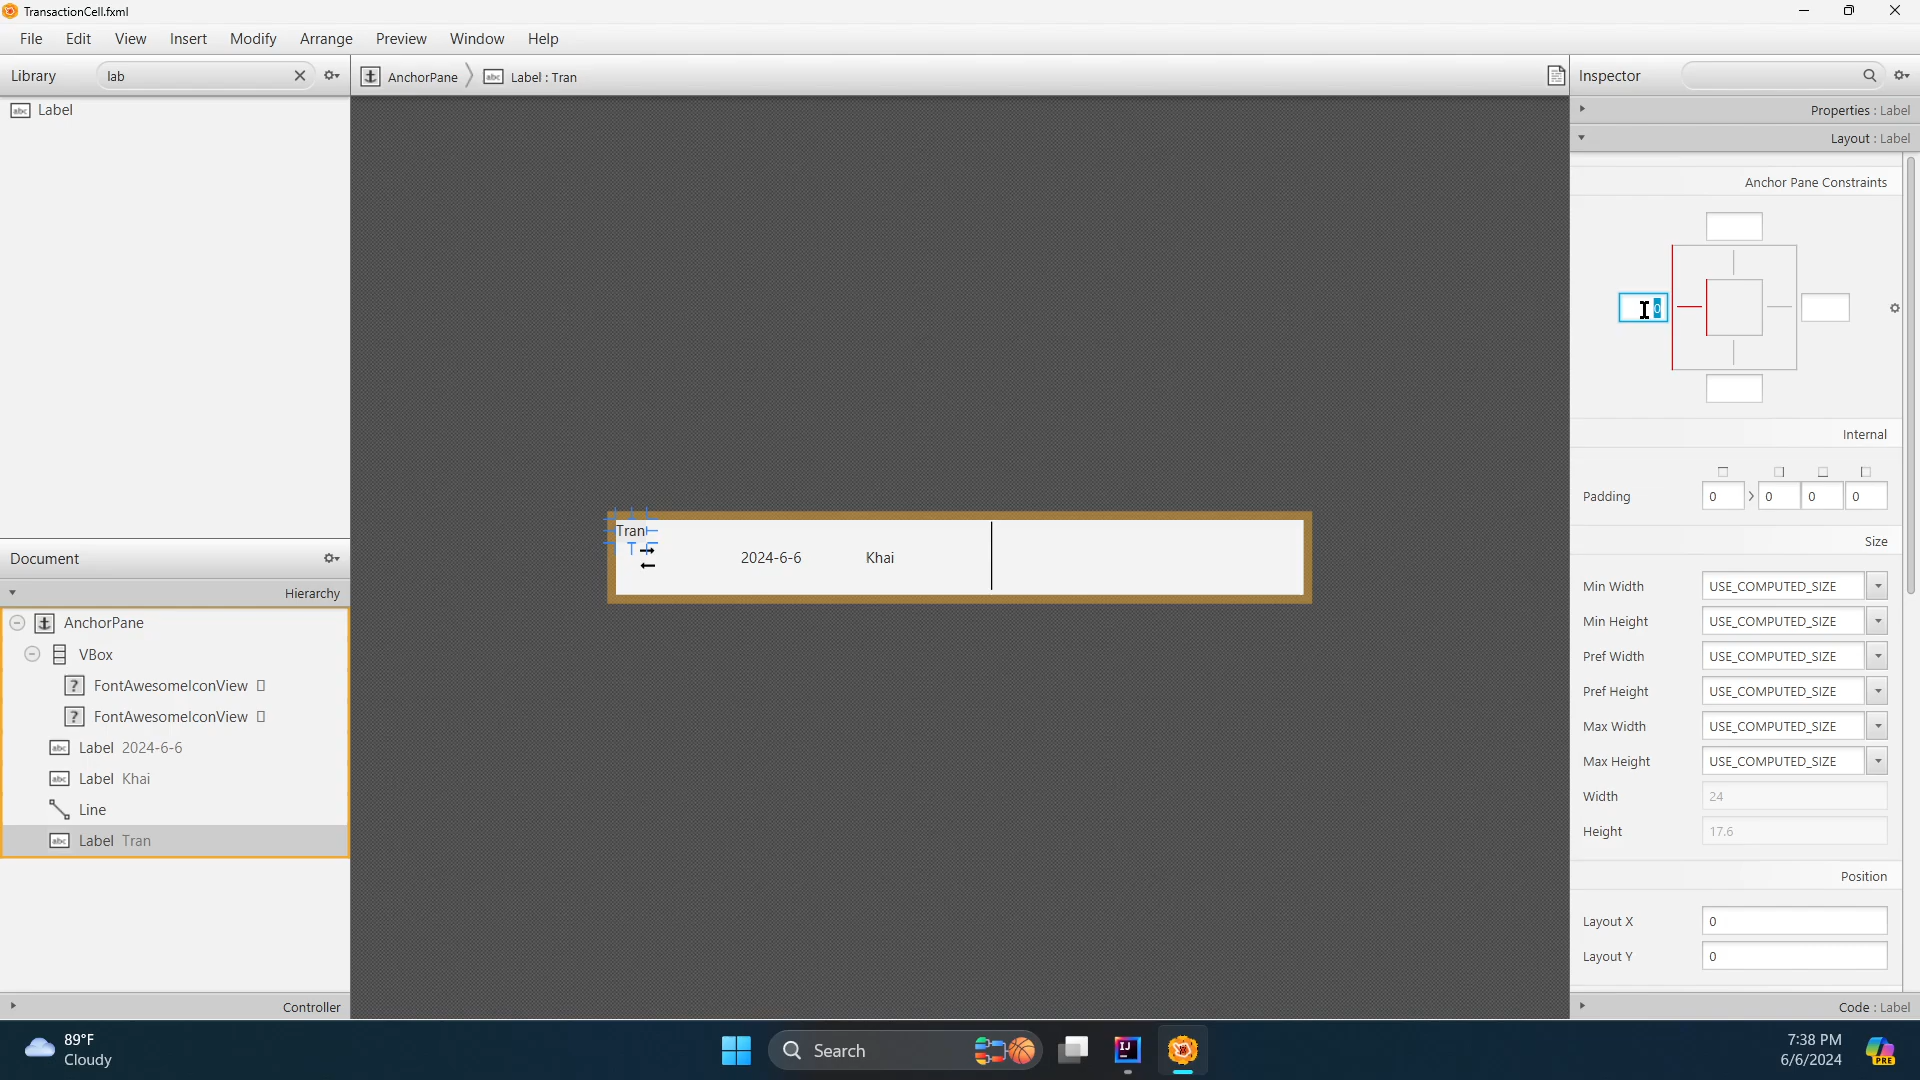 TransactionCell.fxml
File Edit View Insert Modify Arrange Preview Window Help
Library lab
AnchorPane Label : Tran
Inspector
Label
Properties : Label
Layout : Label
Anchor Pane Constraints
0
Internal
Padding 0 0 0 0
Size
Min Width USE_COMPUTED_SIZE
Min Height USE_COMPUTED_SIZE
Pref Width USE_COMPUTED_SIZE
Pref Height USE_COMPUTED_SIZE
Max Width USE_COMPUTED_SIZE
Max Height USE_COMPUTED_SIZE
Width 24
Height 17.6
Position
Layout X 0
Layout Y 0
Code : Label
Tran
2024-6-6 Khai
Document
Hierarchy
AnchorPane
VBox
FontAwesomeIconView
FontAwesomeIconView
Label 2024-6-6
Label Khai
Line
Label Tran
Controller
89°F
Cloudy
Search
7:38 PM
6/6/2024
PRE